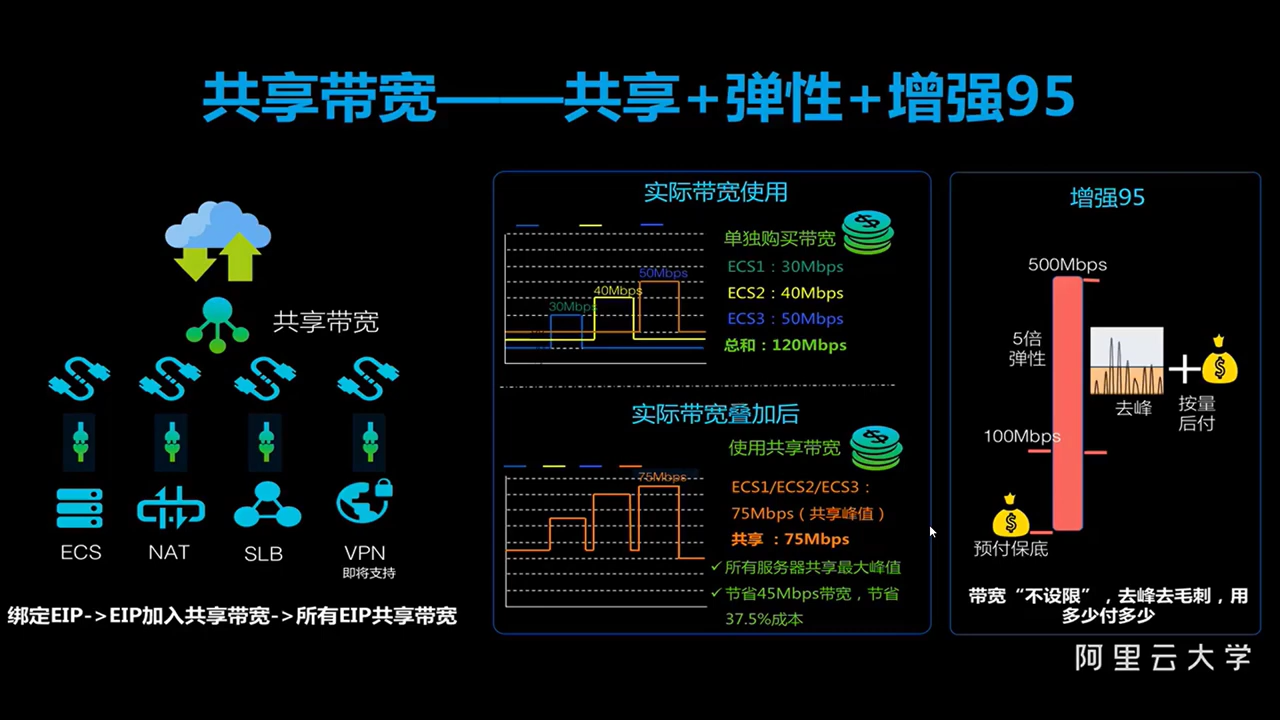 共享带宽——共享+弹性+增强95
共享带宽
ECS
NAT
SLB
VPN
即将支持
绑定EIP->EIP加入共享带宽->所有EIP共享带宽
实际带宽使用
30Mbps
40Mbps
50Mbps
单独购买带宽
ECS1：30Mbps
ECS2：40Mbps
ECS3：50Mbps
总和：120Mbps
实际带宽叠加后
75Mbps
使用共享带宽
ECS1/ECS2/ECS3：
75Mbps（共享峰值）
共享 ：75Mbps
✓所有服务器共享最大峰值
✓节省45Mbps带宽，节省
37.5%成本
增强95
500Mbps
5倍
弹性
100Mbps
去峰
按量
后付
预付保底
带宽“不设限”，去峰去毛刺，用
多少付多少
阿里云大学